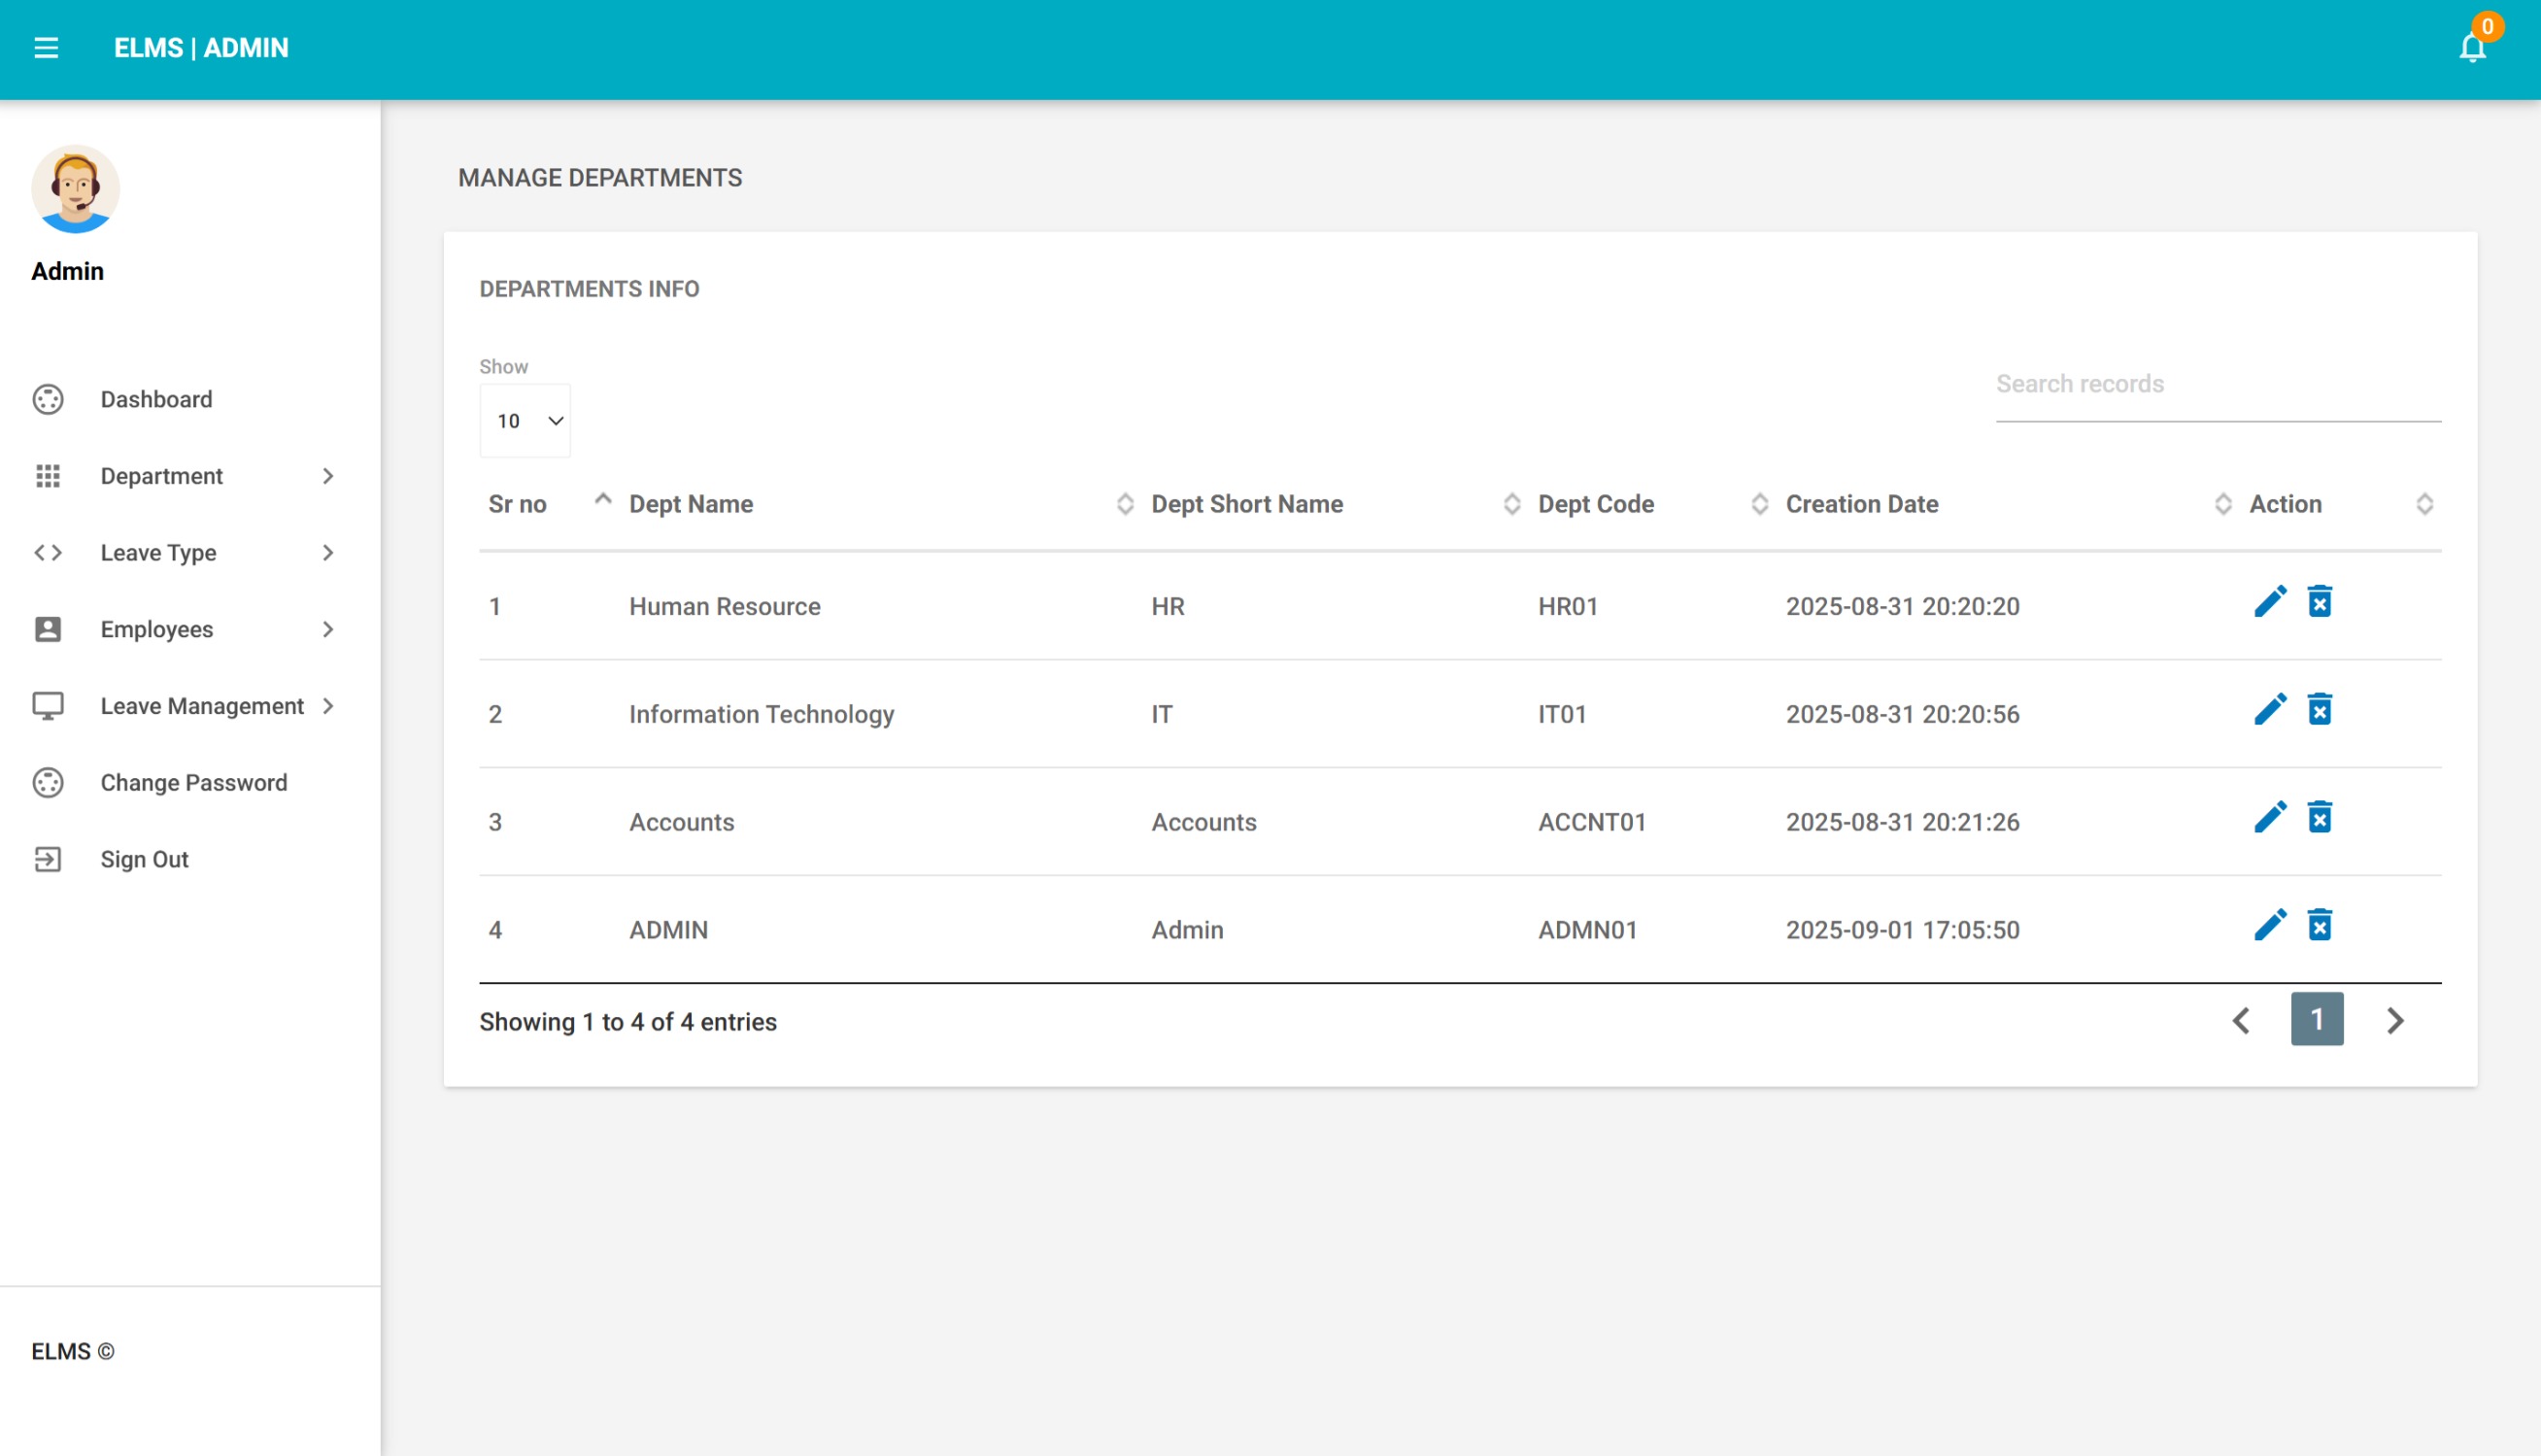 ELMS | ADMIN
0
Admin
Dashboard
Department
Leave Type
Employees
Leave Management
Change Password
Sign Out
ELMS ©
MANAGE DEPARTMENTS
DEPARTMENTS INFO
Show
10
Search records
Sr no Dept Name Dept Short Name Dept Code Creation Date Action
1 Human Resource HR HR01 2025-08-31 20:20:20
2 Information Technology IT IT01 2025-08-31 20:20:56
3 Accounts Accounts ACCNT01 2025-08-31 20:21:26
4 ADMIN Admin ADMN01 2025-09-01 17:05:50
Showing 1 to 4 of 4 entries
1